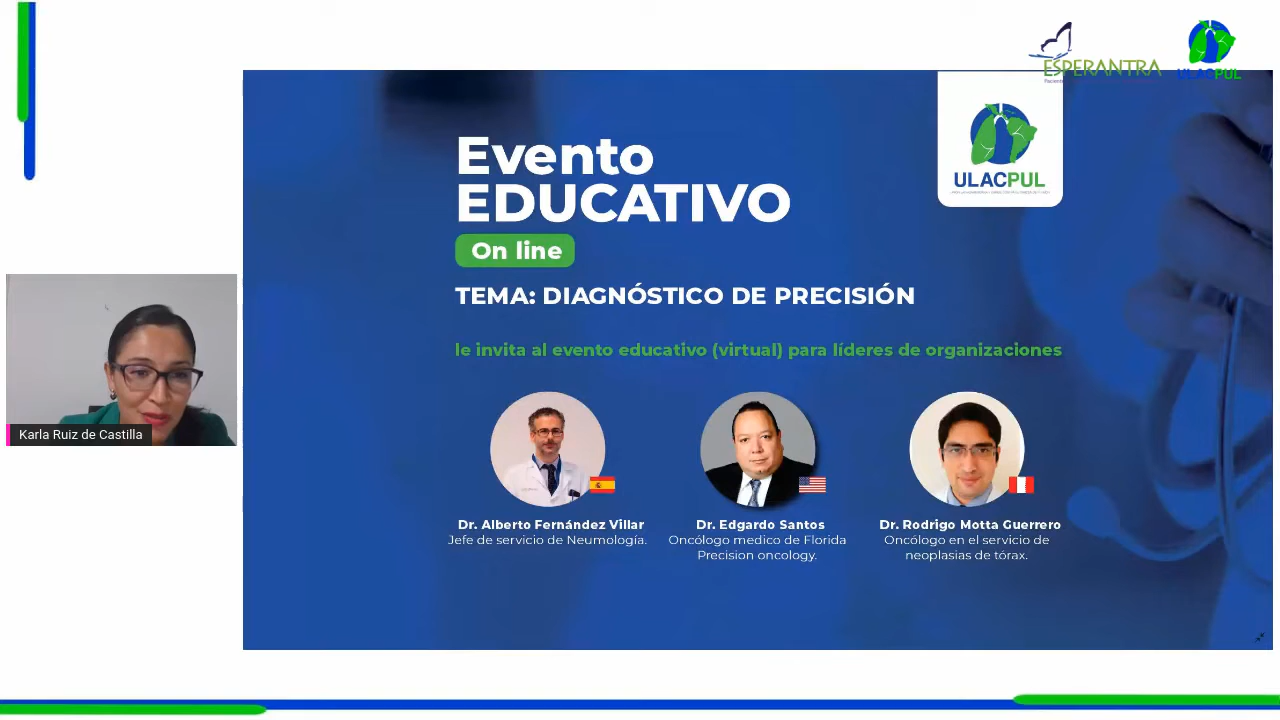 ESPERANTRA
ULACPUL
ULACPUL
Evento
EDUCATIVO
On line
TEMA: DIAGNÓSTICO DE PRECISIÓN
le invita al evento educativo (virtual) para líderes de organizaciones
Karla Ruiz de Castilla
Dr. Alberto Fernández Villar
Jefe de servicio de Neumología.
Dr. Edgardo Santos
Oncólogo medico de Florida
Precision oncology.
Dr. Rodrigo Motta Guerrero
Oncólogo en el servicio de
neoplasias de tórax.